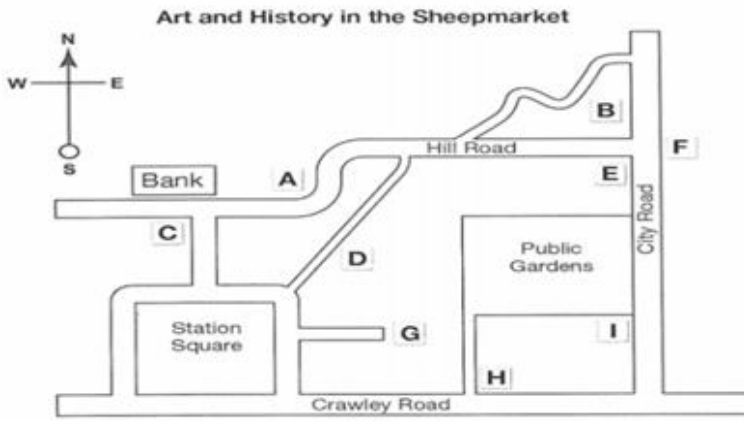 Art and History in the Sheepmarket
N
W E
S
B
Hill Road
F
A
E
Bank
C
City Road
D
Public
Gardens
Station
Square
G
I
H
Crawley Road